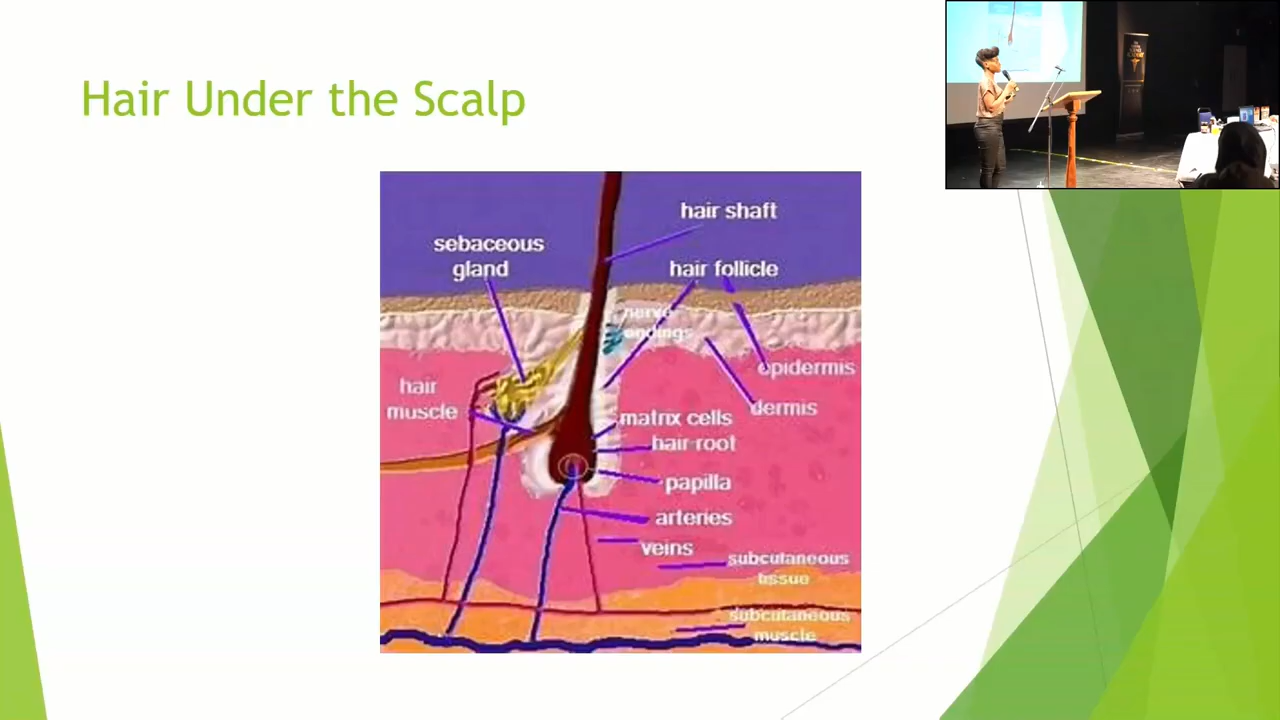 Hair Under the Scalp
hair shaft
sebaceous
gland
hair follicle
nerve
endings
epidermis
hair
muscle
dermis
matrix cells
hair root
papilla
arteries
veins
subcutaneous
tissue
subcutaneous
muscle